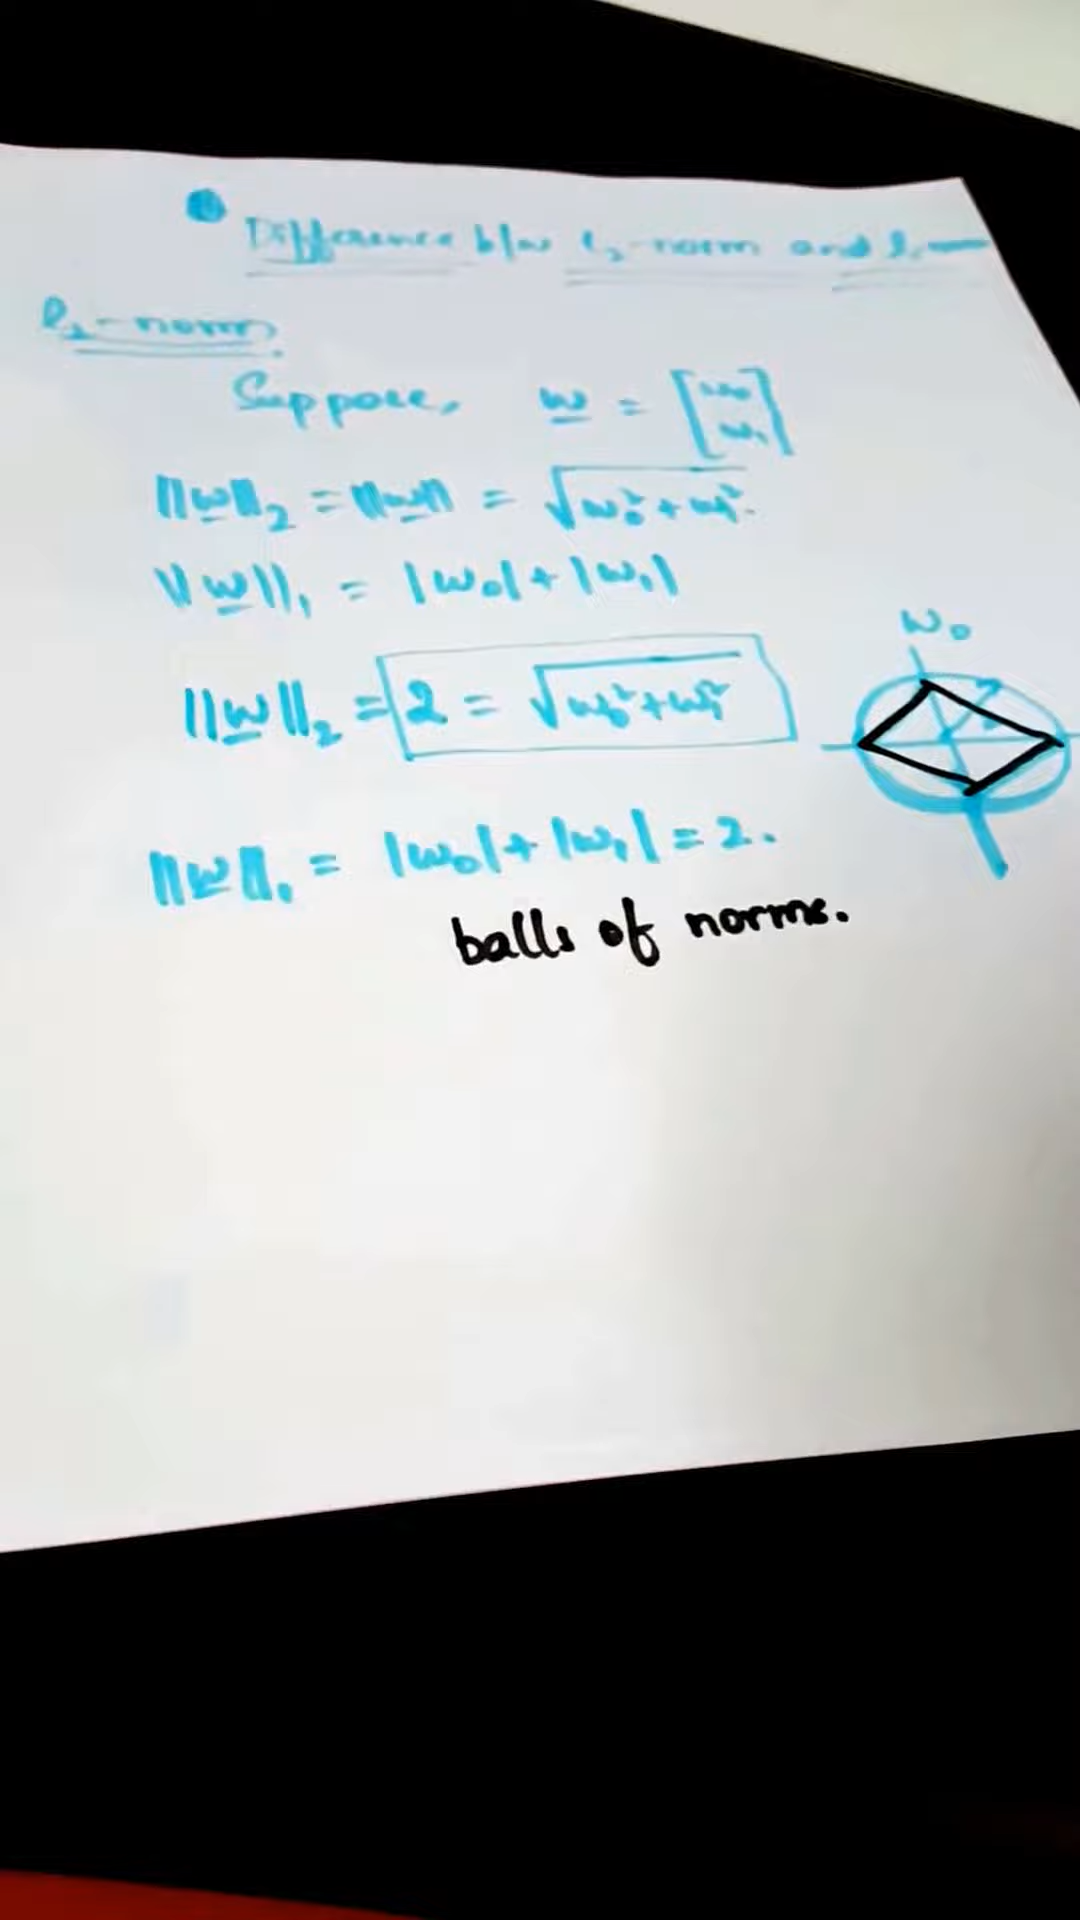 Difference b/w l₂-norm and l₁-
l₂-norm
Suppose, w = [w₀ w₁]
||w||₂ = ||w|| = √w₀² + w₁².
||w||₁ = |w₀| + |w₁|
w₀
||w||₂ = 2 = √w₀² + w₁²
||w||₁ = |w₀| + |w₁| = 2.
balls of norms.